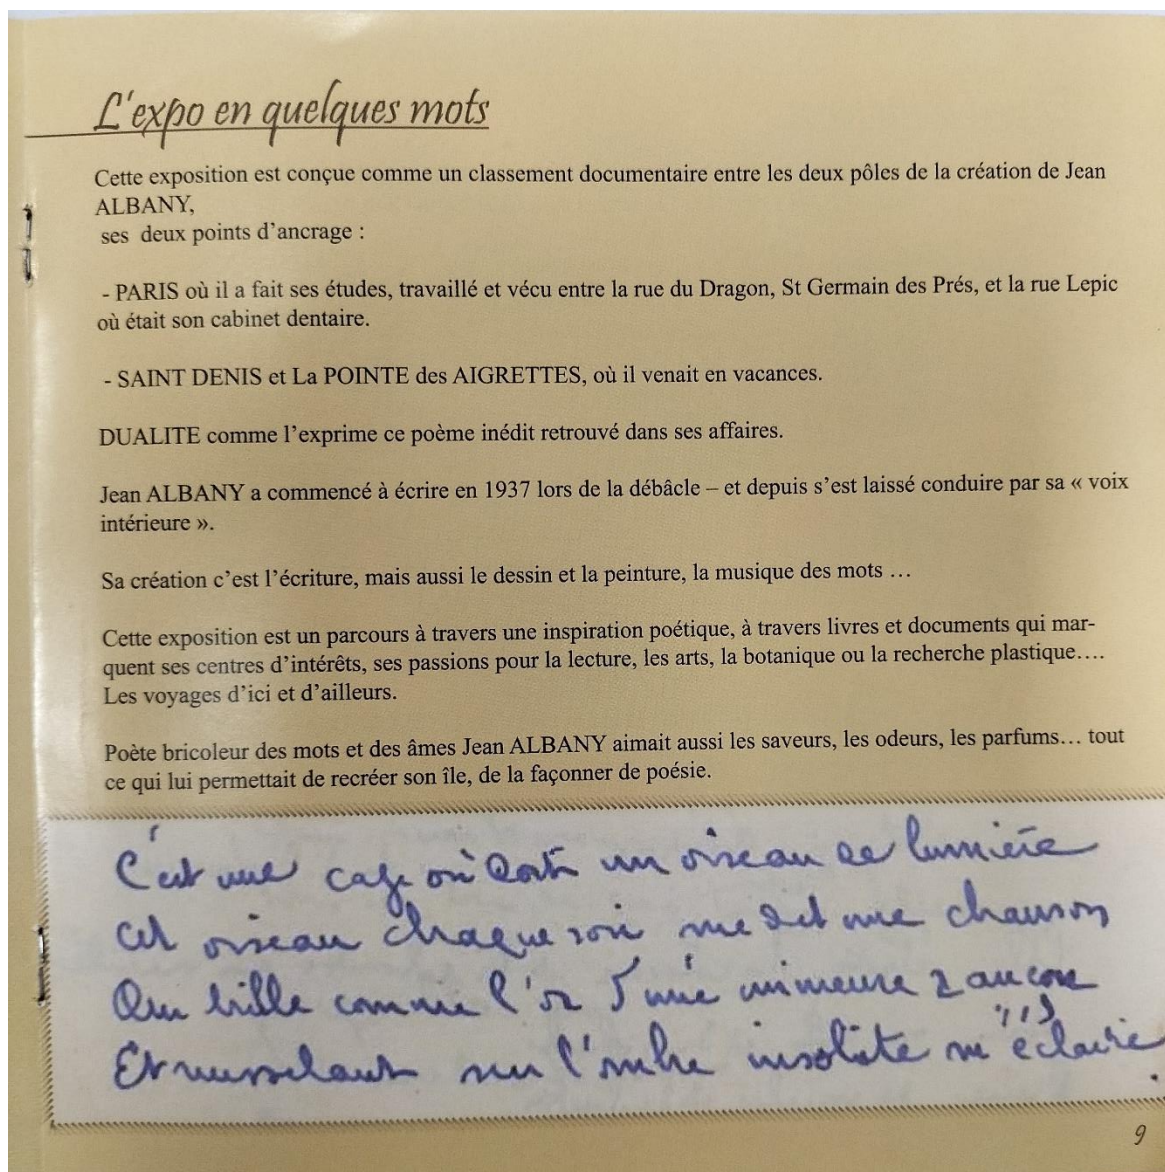 L'expo en quelques mots
Cette exposition est conçue comme un classement documentaire entre les deux pôles de la création de Jean
ALBANY,
ses deux points d'ancrage :
- PARIS où il a fait ses études, travaillé et vécu entre la rue du Dragon, St Germain des Prés, et la rue Lepic
où était son cabinet dentaire.
- SAINT DENIS et La POINTE des AIGRETTES, où il venait en vacances.
DUALITE comme l'exprime ce poème inédit retrouvé dans ses affaires.
Jean ALBANY a commencé à écrire en 1937 lors de la débâcle – et depuis s'est laissé conduire par sa « voix
intérieure ».
Sa création c'est l'écriture, mais aussi le dessin et la peinture, la musique des mots …
Cette exposition est un parcours à travers une inspiration poétique, à travers livres et documents qui mar-
quent ses centres d'intérêts, ses passions pour la lecture, les arts, la botanique ou la recherche plastique….
Les voyages d'ici et d'ailleurs.
Poète bricoleur des mots et des âmes Jean ALBANY aimait aussi les saveurs, les odeurs, les parfums… tout
ce qui lui permettait de recréer son île, de la façonner de poésie.
C'est une cage où un oiseau de lumière
Cet oiseau chaque soir me dit une chanson
Qui brille comme l'or d'une
Et ruisselant sur l'ombre insolite m'éclaire.
9